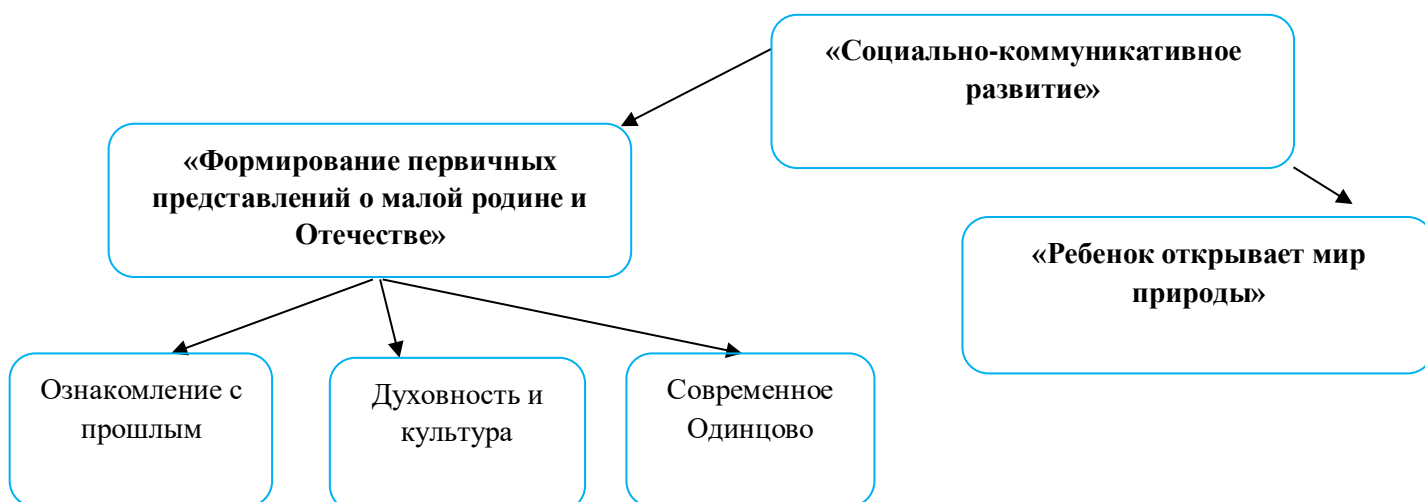 «Социально-коммуникативное
развитие»
«Формирование первичных
представлений о малой родине и
Отечестве»
«Ребенок открывает мир
природы»
Ознакомление с
прошлым
Духовность и
культура
Современное
Одинцово